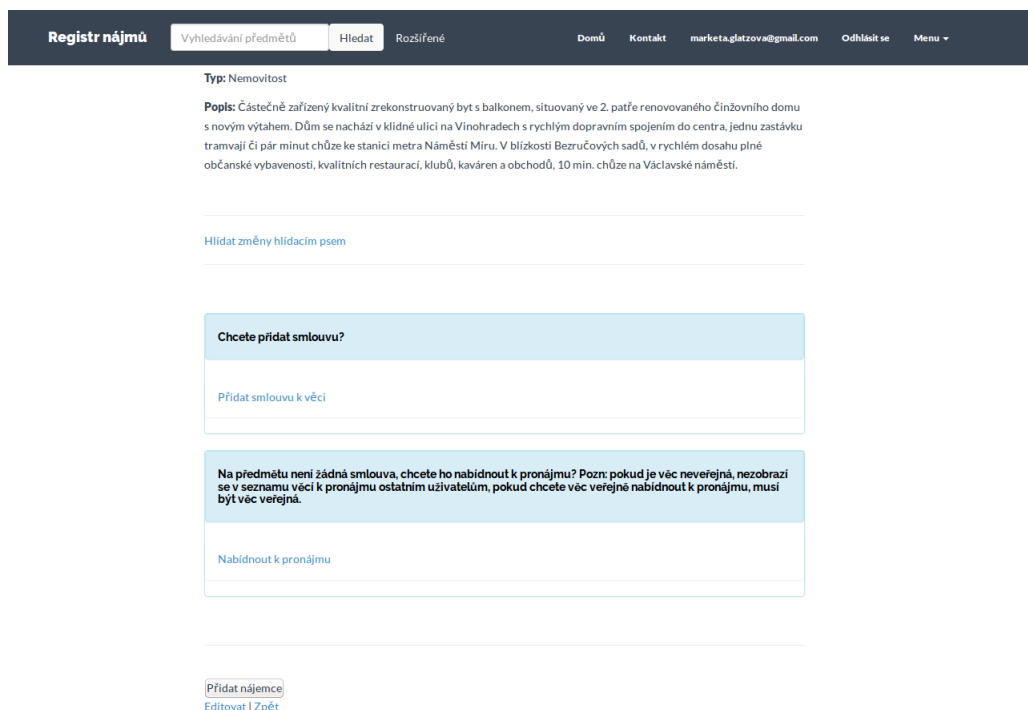 Registr nájmů Vyhledávání předmětů Hledat Rozšířené Domů Kontakt marketa.glatzova@gmail.com Odhlásit se Menu
Typ: Nemovitost
Popis: Částečně zařízený kvalitní zrekonstruovaný byt s balkonem, situovaný ve 2. patře renovovaného činžovního domu
s novým výtahem. Dům se nachází v klidné ulici na Vinohradech s rychlým dopravním spojením do centra, jednu zastávku
tramvají či pár minut chůze ke stanici metra Náměstí Míru. V blízkosti Bezručových sadů, v rychlém dosahu plné
občanské vybavenosti, kvalitních restaurací, klubů, kaváren a obchodů, 10 min. chůze na Václavské náměstí.
Hlídat změny hlídacím psem
Chcete přidat smlouvu?
Přidat smlouvu k věci
Na předmětu není žádná smlouva, chcete ho nabídnout k pronájmu? Pozn: pokud je věc neveřejná, nezobrazí
se v seznamu věcí k pronájmu ostatním uživatelům, pokud chcete věc veřejně nabídnout k pronájmu, musí
být věc veřejná.
Nabídnout k pronájmu
Přidat nájemce
Editovat | Zpět